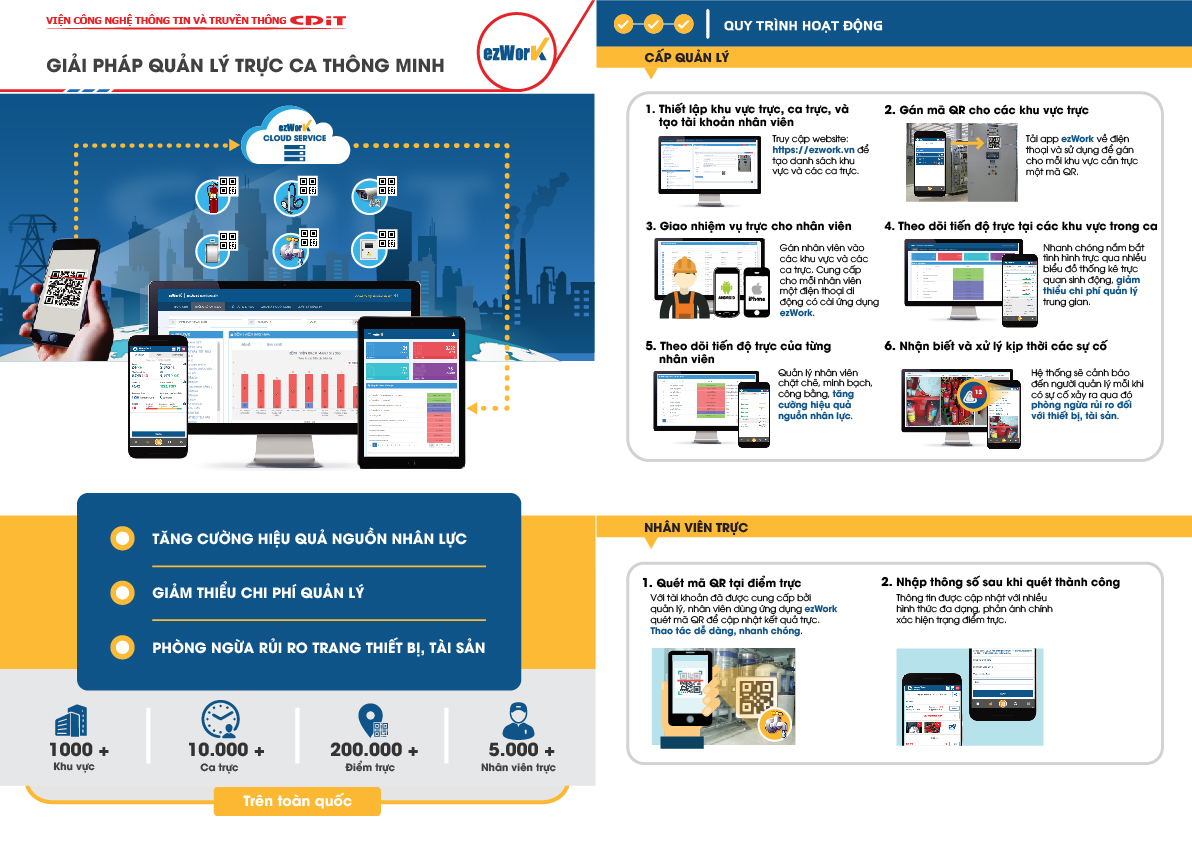 VIỆN CÔNG NGHỆ THÔNG TIN VÀ TRUYỀN THÔNG CDiT
GIẢI PHÁP QUẢN LÝ TRỰC CA THÔNG MINH
ezWork
ezWork
CLOUD SERVICE
TĂNG CƯỜNG HIỆU QUẢ NGUỒN NHÂN LỰC
GIẢM THIỂU CHI PHÍ QUẢN LÝ
PHÒNG NGỪA RỦI RO TRANG THIẾT BỊ, TÀI SẢN
1000 +
Khu vực
10.000 +
Ca trực
200.000 +
Điểm trực
5.000 +
Nhân viên trực
Trên toàn quốc
QUY TRÌNH HOẠT ĐỘNG
CẤP QUẢN LÝ
1. Thiết lập khu vực trực, ca trực, và
tạo tài khoản nhân viên
Truy cập website:
https://ezwork.vn để
tạo danh sách khu
vực và các ca trực.
2. Gán mã QR cho các khu vực trực
Tải app ezWork về điện
thoại và sử dụng để gán
cho mỗi khu vực cần trực
một mã QR.
3. Giao nhiệm vụ trực cho nhân viên
Gán nhân viên vào
các khu vực và các
ca trực. Cung cấp
cho mỗi nhân viên
một điện thoại di
động có cài ứng dụng
ezWork.
ANDROID
iPhone
4. Theo dõi tiến độ trực tại các khu vực trong ca
Nhanh chóng nắm bắt
tình hình trực qua nhiều
biểu đồ thống kê trực
quan sinh động, giảm
thiểu chi phí quản lý
trung gian.
5. Theo dõi tiến độ trực của từng
nhân viên
Quản lý nhân viên
chặt chẽ, minh bạch,
công bằng, tăng
cường hiệu quả
nguồn nhân lực.
6. Nhận biết và xử lý kịp thời các sự cố
12
Hệ thống sẽ cảnh báo
đến người quản lý mỗi khi
có sự cố xảy ra qua đó
phòng ngừa rủi ro đối
với thiết bị, tài sản.
NHÂN VIÊN TRỰC
1. Quét mã QR tại điểm trực
Với tài khoản đã được cung cấp bởi
quản lý, nhân viên dùng ứng dụng ezWork
quét mã QR để cập nhật kết quả trực.
Thao tác dễ dàng, nhanh chóng.
2. Nhập thông số sau khi quét thành công
Thông tin được cập nhật với nhiều
hình thức đa dạng, phản ánh chính
xác hiện trạng điểm trực.